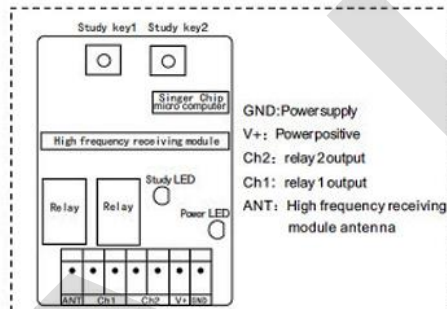 Study key1 Study key2
Singer Chip
micro computer
High frequency receiving module
Study LED
Relay Relay
Power LED
ANT Ch1 Ch2 V+ GND
GND:Powersupply
V+: Powerpositive
Ch2: relay 2 output
Ch1: relay 1 output
ANT: High frequency receiving
module antenna